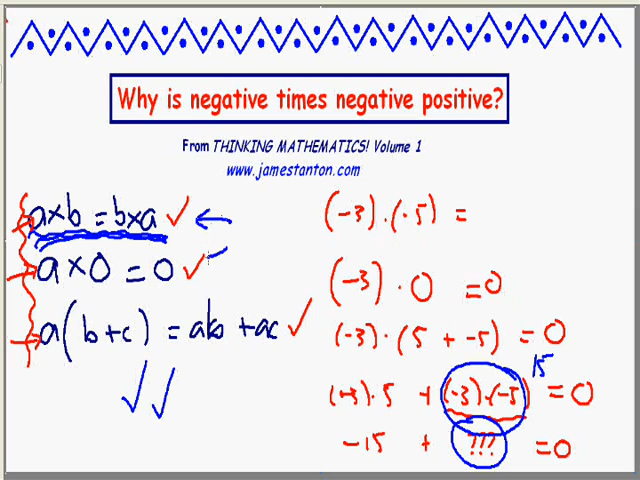 Why is negative times negative positive?
From THINKING MATHEMATICS! Volume 1
www.jamestanton.com
a×b = b×a ✓ ←
a × 0 = 0 ✓
a(b+c) = ab + ac ✓
✓✓
(-3)·(-5) =
(-3) · 0 = 0
(-3)·(5 + -5) = 0
15
(-3)·5 + (-3)·(-5) = 0
-15 + !!! = 0